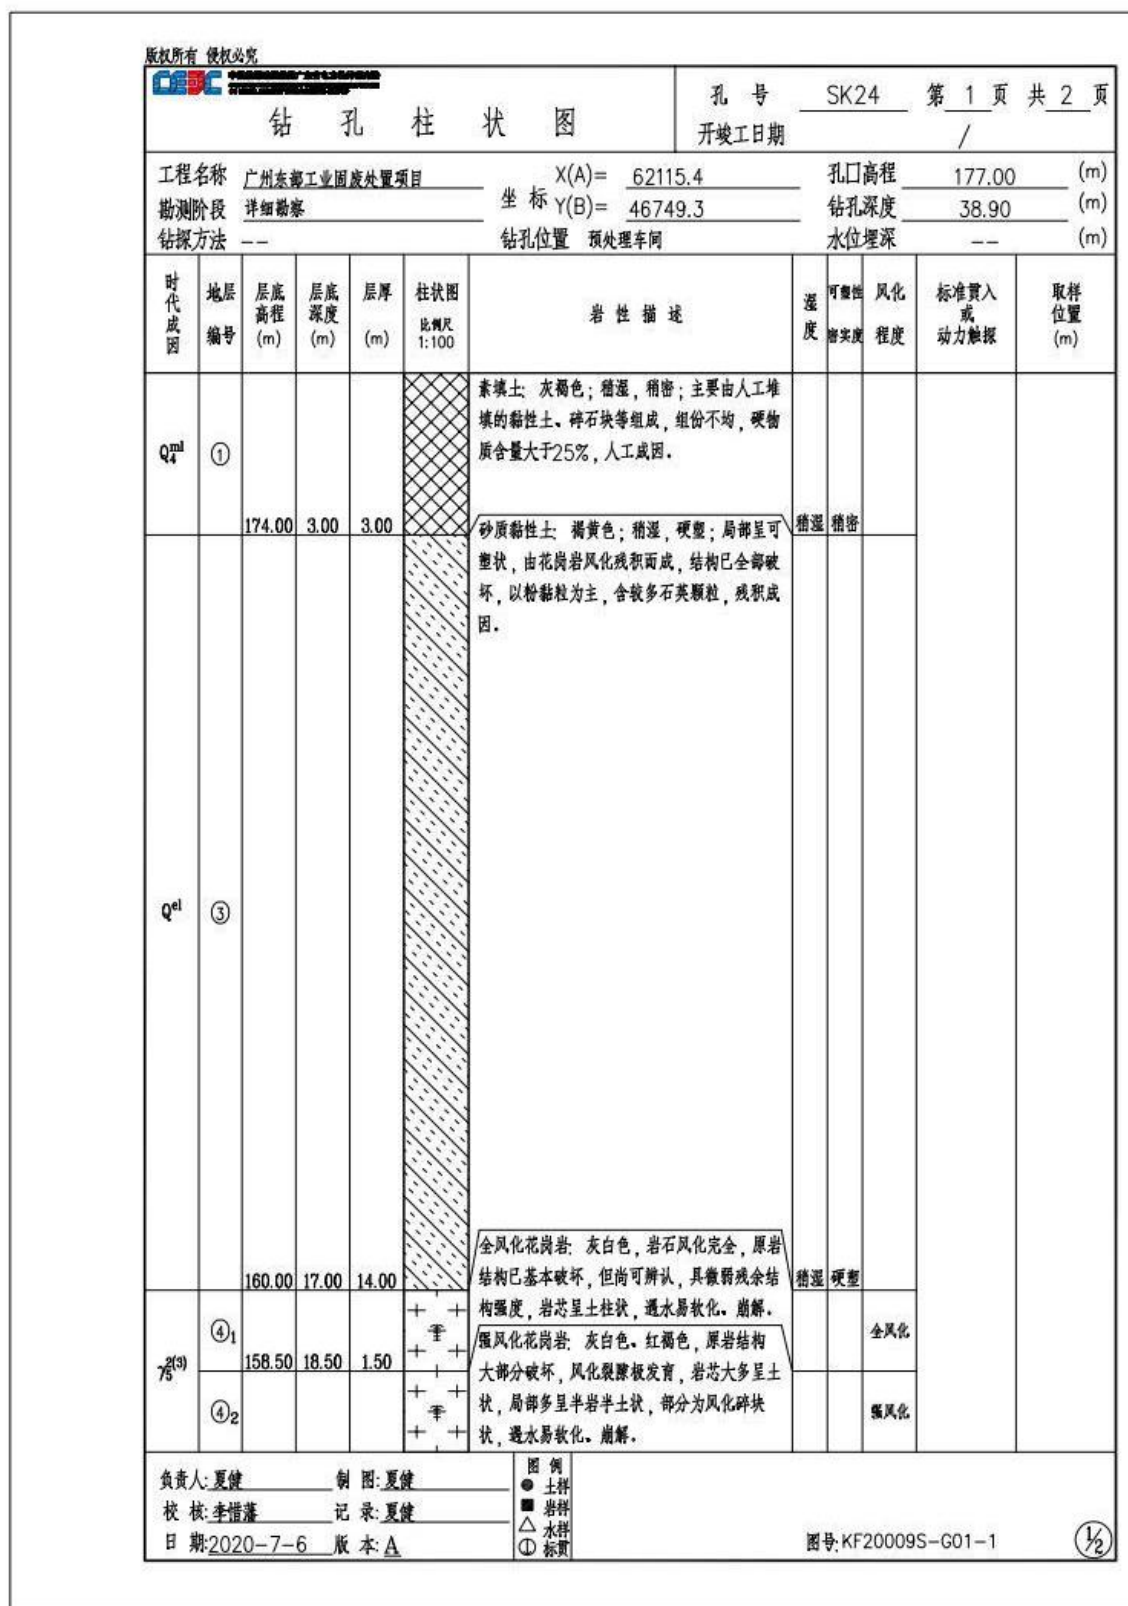 版权所有 侵权必究
CEDC
钻孔柱状图
孔号 SK24 第 1 页 共 2 页
开竣工日期 /
工程名称 广州东部工业固废处置项目 坐标 X(A)= 62115.4 孔口高程 177.00 (m)
勘测阶段 详细勘察 Y(B)= 46749.3 钻孔深度 38.90 (m)
钻探方法 -- 钻孔位置 预处理车间 水位埋深 -- (m)
时代成因 地层编号 层底高程(m) 层底深度(m) 层厚(m) 柱状图 比例尺 1:100 岩性描述 湿度 可塑性 密实度 风化程度 标准贯入或动力触探 取样位置(m)
素填土: 灰褐色；稍湿，稍密；主要由人工堆
填的黏性土、碎石块等组成，组份不均，硬物
质含量大于25%，人工成因。
Q4ml ①
174.00 3.00 3.00 稍湿 稍密
砂质黏性土: 褐黄色；稍湿，硬塑；局部呈可
塑状，由花岗岩风化残积而成，结构已全部破
坏，以粉黏粒为主，含较多石英颗粒，残积成
因。
Qel ③
160.00 17.00 14.00 稍湿 硬塑
全风化花岗岩: 灰白色，岩石风化完全，原岩
结构已基本破坏，但尚可辨认，具微弱残余结
构强度，岩芯呈土柱状，遇水易软化、崩解。
④1 全风化
158.50 18.50 1.50
γ52(3)
强风化花岗岩: 灰白色、红褐色，原岩结构
大部分破坏，风化裂隙极发育，岩芯大多呈土
状，局部多呈半岩半土状，部分为风化碎块
状，遇水易软化、崩解。
④2 强风化
负责人: 夏健 制图: 夏健
校核: 李惜藩 记录: 夏健
日期: 2020-7-6 版本: A
图例
土样
岩样
水样
标贯
图号: KF20009S-G01-1
1/2